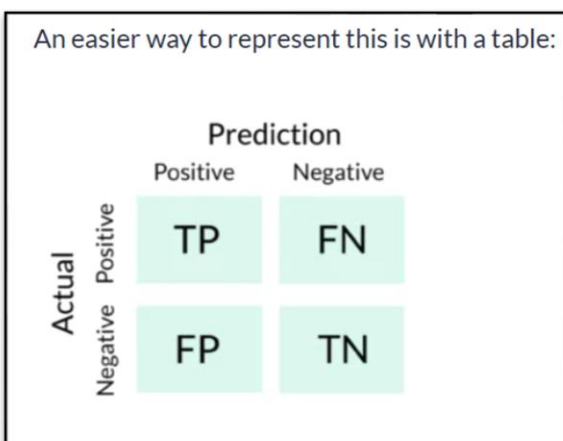 An easier way to represent this is with a table:
Prediction
Positive Negative
Actual
Positive
TP FN
Negative
FP TN